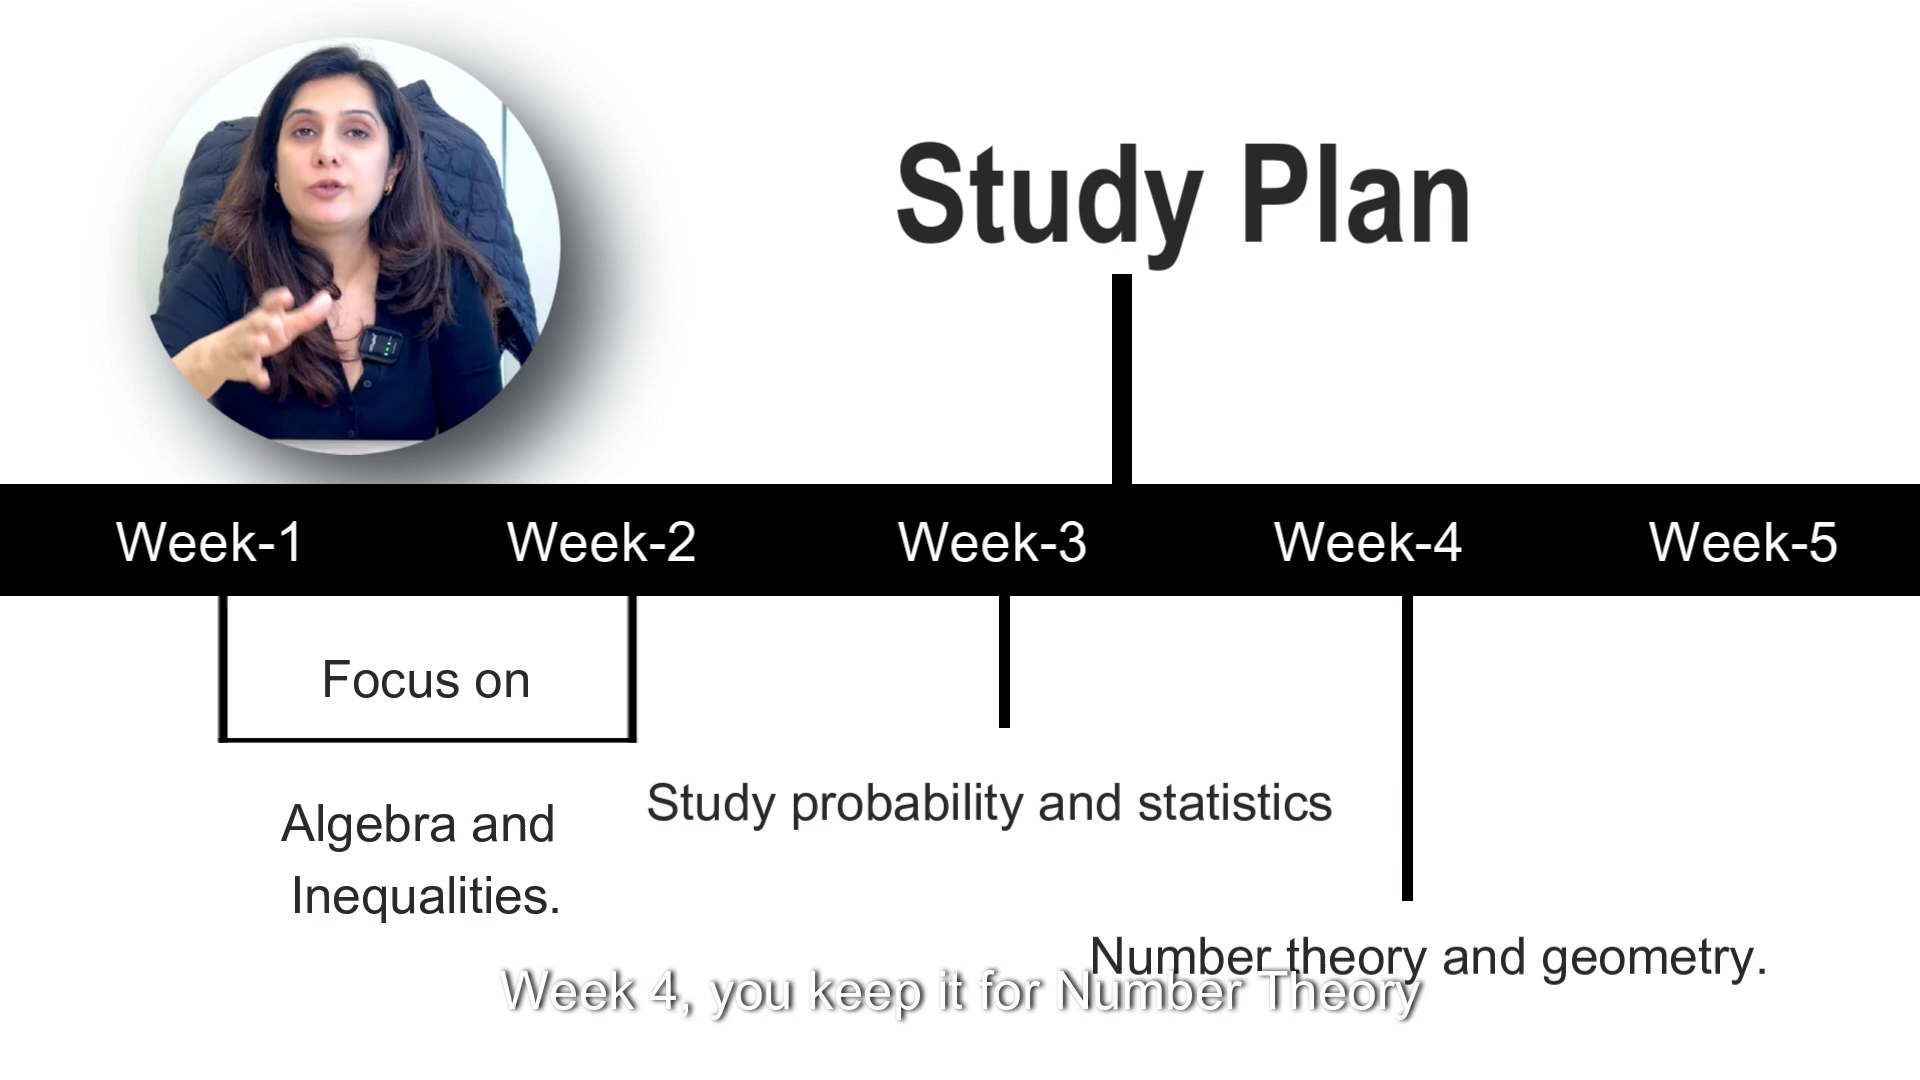 Study Plan
Week-1
Week-2
Week-3
Week-4
Week-5
Focus on
Algebra and
Inequalities.
Study probability and statistics
Number theory and geometry.
Week 4, you keep it for Number Theory